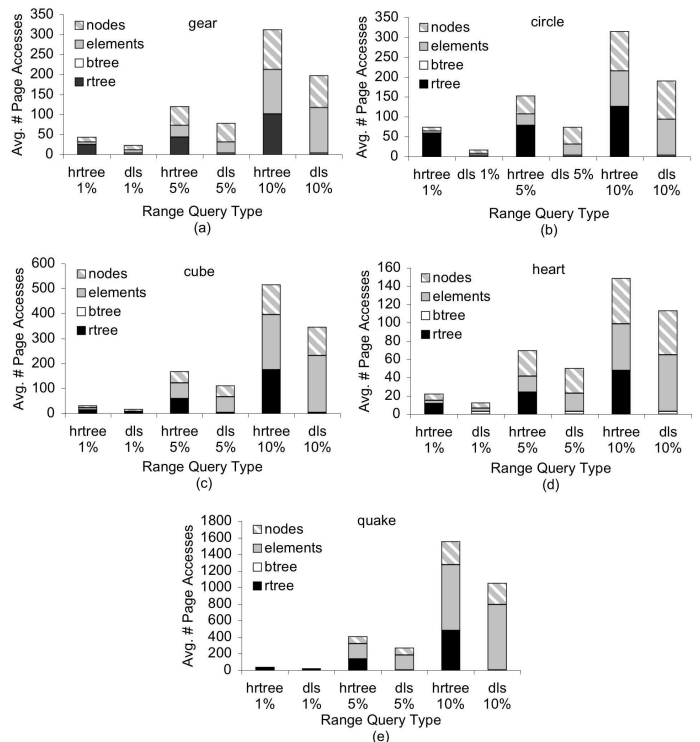 gear
Avg. # Page Accesses
350
300
250
200
150
100
50
0
nodes
elements
btree
rtree
hrtree 1%
dls 1%
hrtree 5%
dls 5%
hrtree 10%
dls 10%
Range Query Type
(a)
circle
Avg. # Page Accesses
350
300
250
200
150
100
50
0
nodes
elements
btree
rtree
hrtree 1%
dls 1%
hrtree 5%
dls 5%
hrtree 10%
dls 10%
Range Query Type
(b)
cube
Avg. # Page Accesses
600
500
400
300
200
100
0
nodes
elements
btree
rtree
hrtree 1%
dls 1%
hrtree 5%
dls 5%
hrtree 10%
dls 10%
Range Query Type
(c)
heart
Avg. # Page Accesses
160
140
120
100
80
60
40
20
0
nodes
elements
btree
rtree
hrtree 1%
dls 1%
hrtree 5%
dls 5%
hrtree 10%
dls 10%
Range Query Type
(d)
quake
Avg. # Page Accesses
1800
1600
1400
1200
1000
800
600
400
200
0
nodes
elements
btree
rtree
hrtree 1%
dls 1%
hrtree 5%
dls 5%
hrtree 10%
dls 10%
Range Query Type
(e)